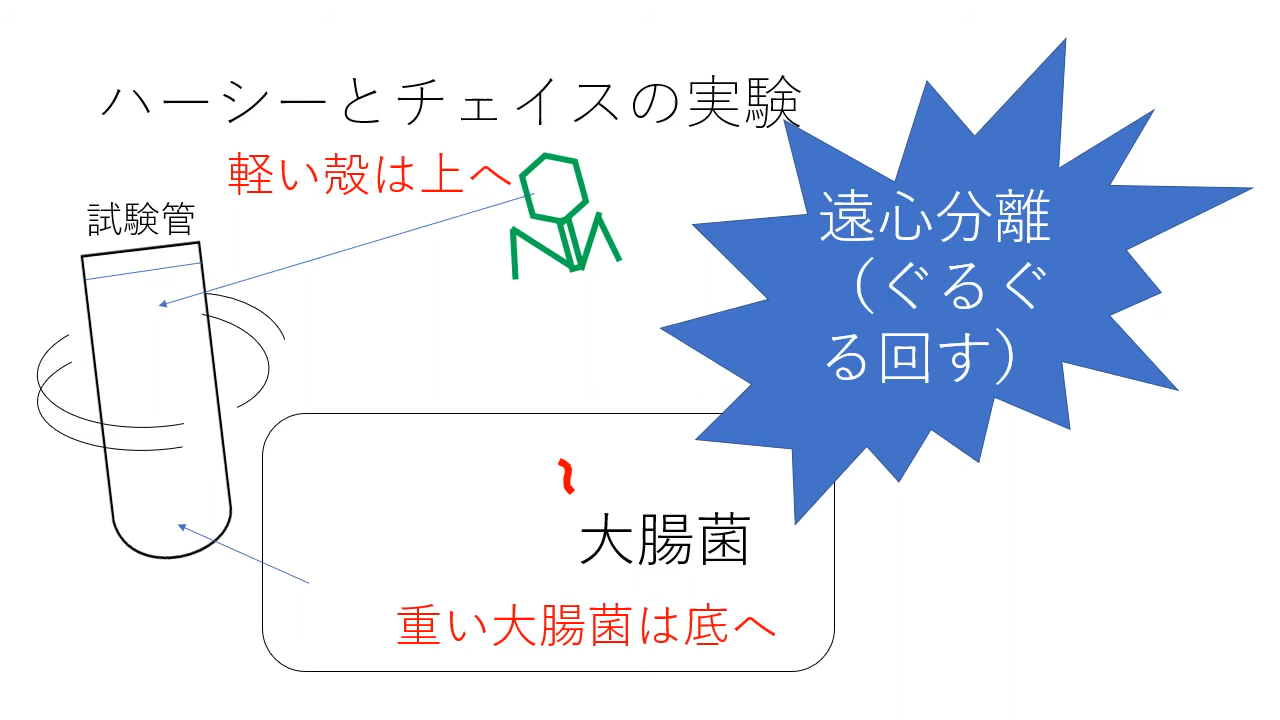 ハーシーとチェイスの実験
軽い殻は上へ
試験管
遠心分離
（ぐるぐ
る回す）
大腸菌
重い大腸菌は底へ